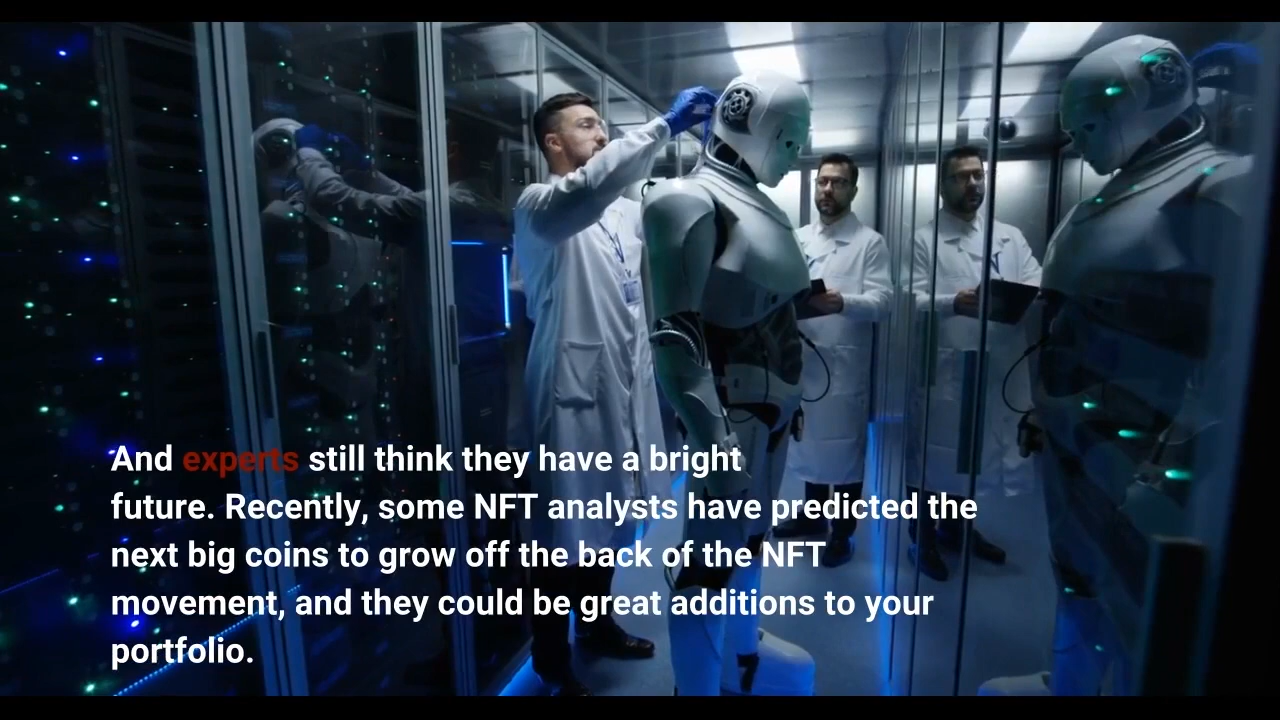 And experts still think they have a bright
future. Recently, some NFT analysts have predicted the
next big coins to grow off the back of the NFT
movement, and they could be great additions to your
portfolio.